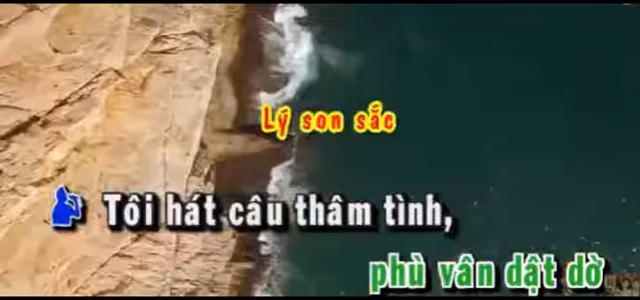 Lý son sắc
Tôi hát câu thâm tình,
phù vân dật dờ